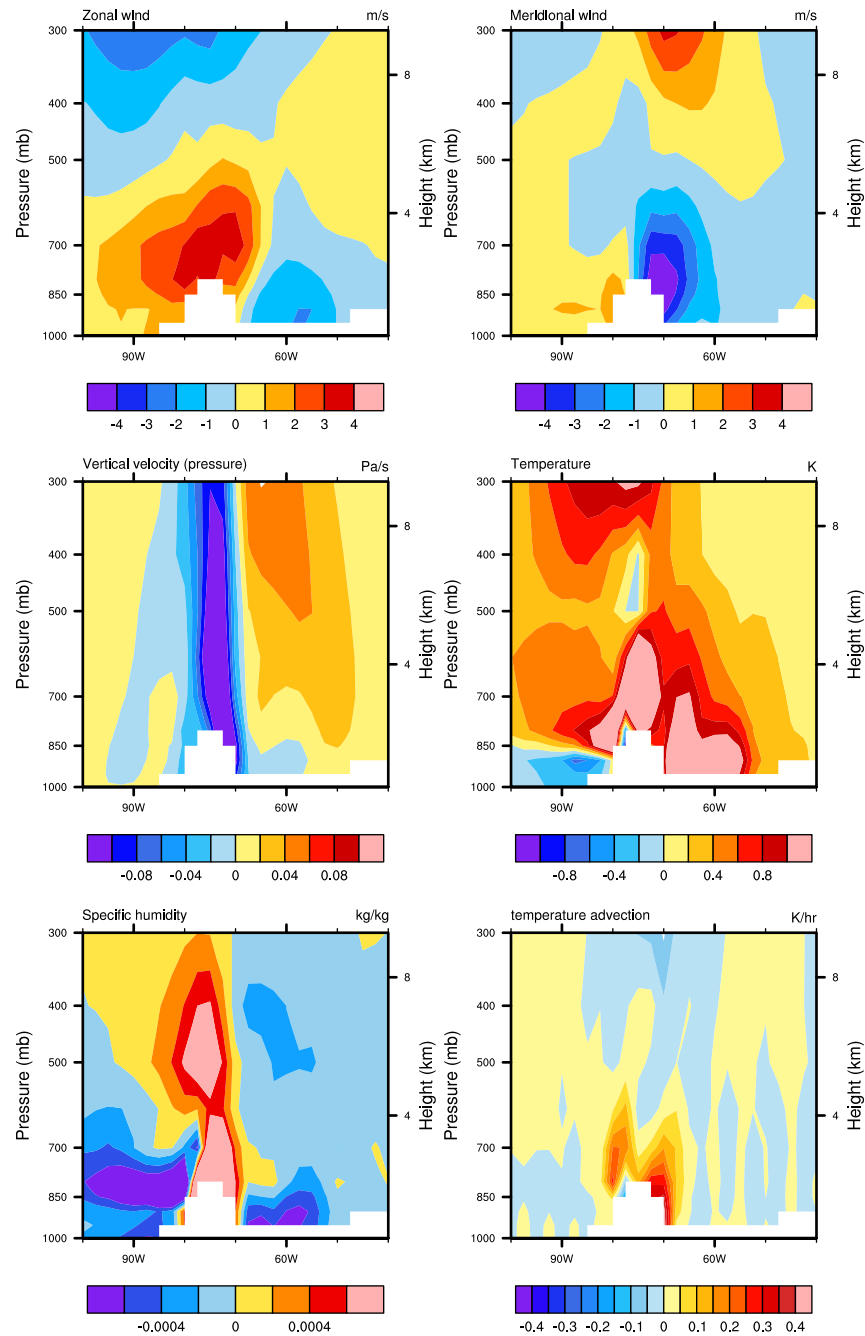 Zonal wind m/s
Meridional wind m/s
300
400
500
700
850
1000
Pressure (mb)
8
4
Height (km)
90W 60W
300
400
500
700
850
1000
Pressure (mb)
8
4
Height (km)
90W 60W
-4 -3 -2 -1 0 1 2 3 4
-4 -3 -2 -1 0 1 2 3 4
Vertical velocity (pressure) Pa/s
Temperature K
300
400
500
700
850
1000
Pressure (mb)
8
4
Height (km)
90W 60W
300
400
500
700
850
1000
Pressure (mb)
8
4
Height (km)
90W 60W
-0.08 -0.04 0 0.04 0.08
-0.8 -0.4 0 0.4 0.8
Specific humidity kg/kg
temperature advection K/hr
300
400
500
700
850
1000
Pressure (mb)
8
4
Height (km)
90W 60W
300
400
500
700
850
1000
Pressure (mb)
8
4
Height (km)
90W 60W
-0.0004 0 0.0004
-0.4 -0.3 -0.2 -0.1 0 0.1 0.2 0.3 0.4